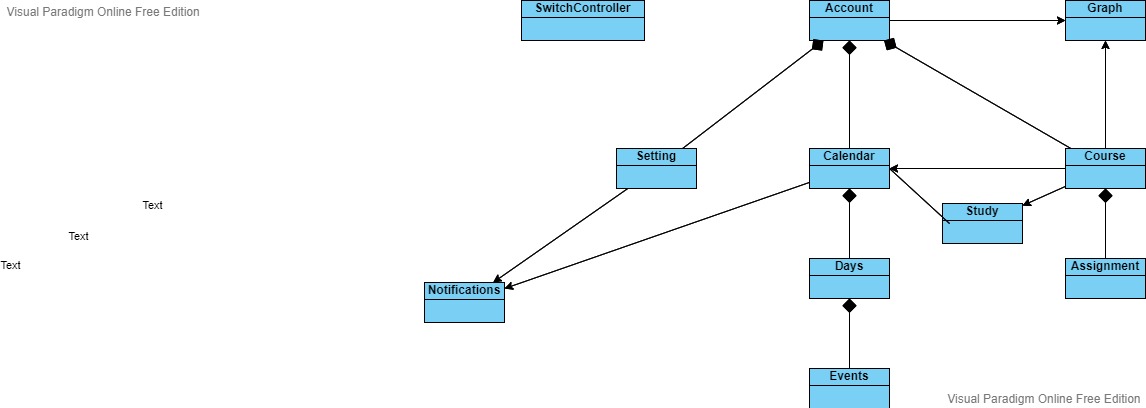 Visual Paradigm Online Free Edition
SwitchController
Account
Graph
Setting
Calendar
Course
Text
Study
Text
Text
Days
Assignment
Notifications
Events
Visual Paradigm Online Free Edition